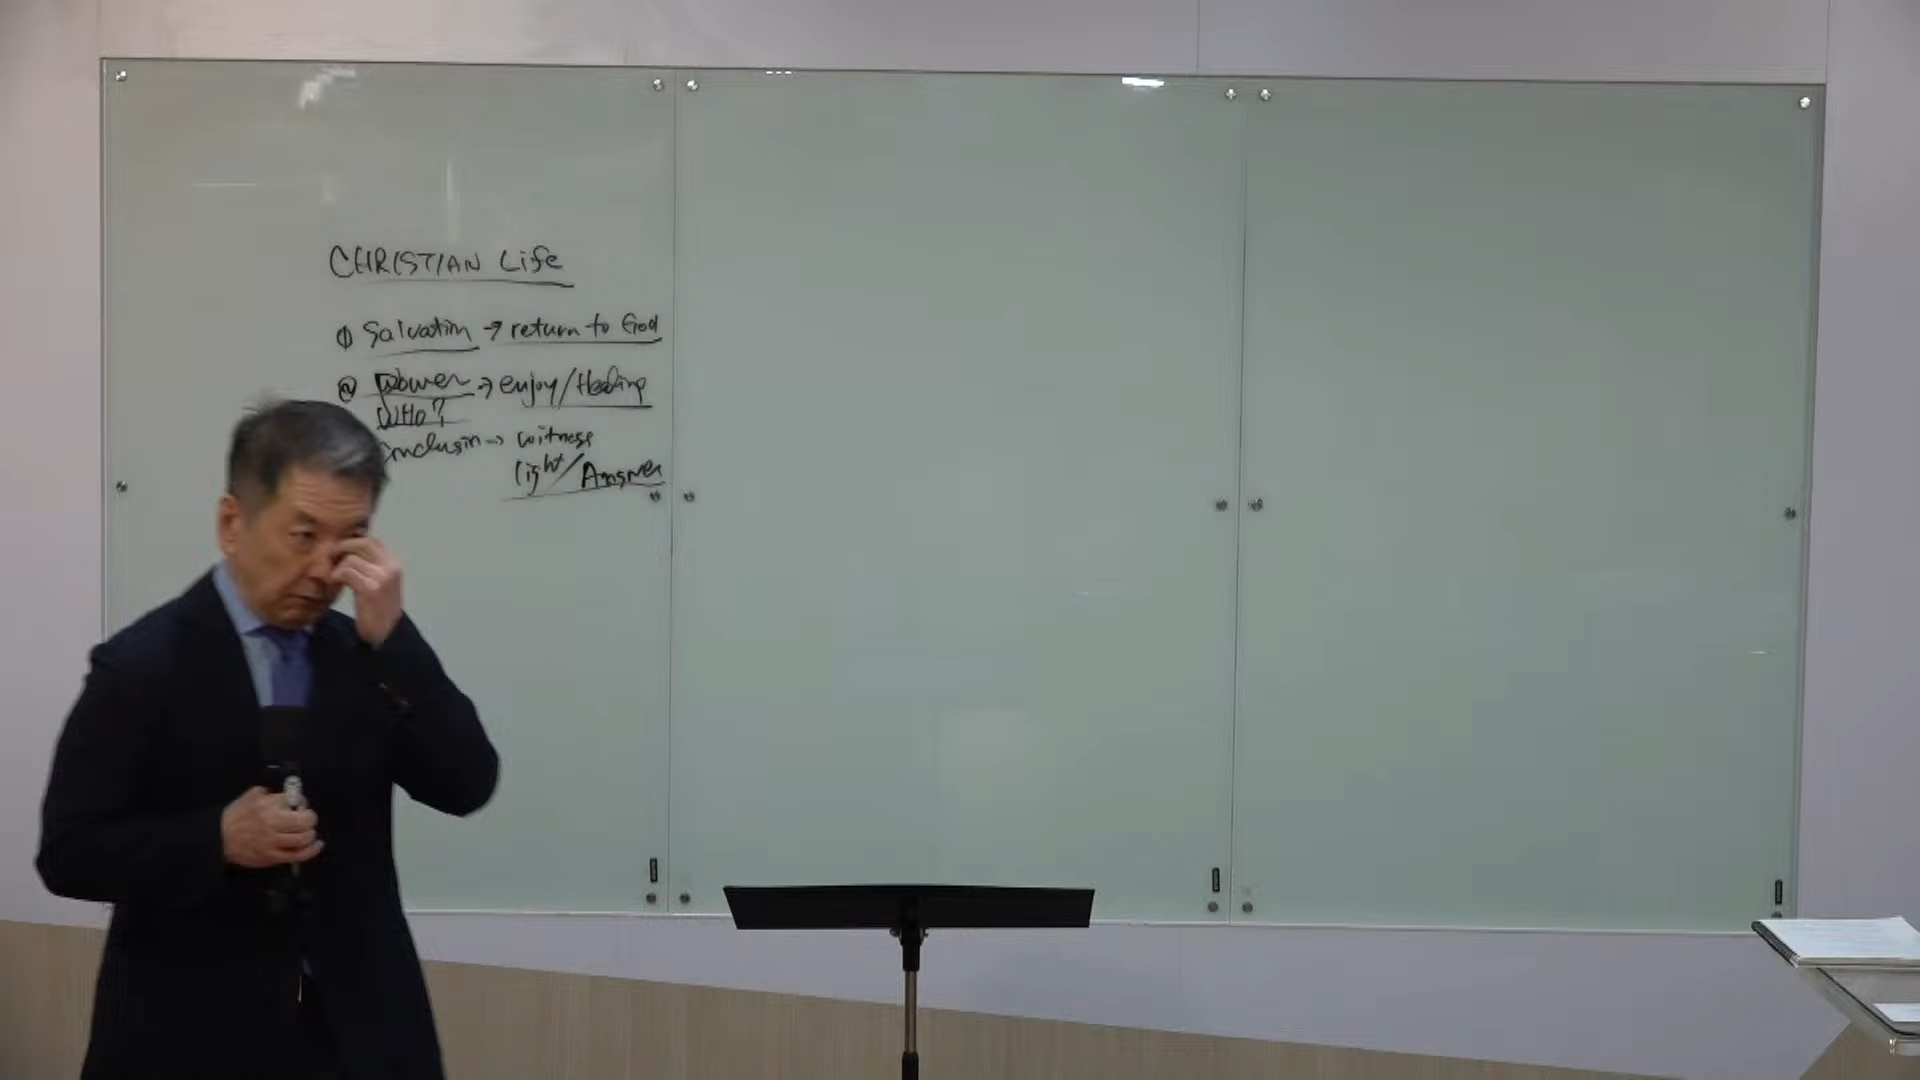 CHRISTIAN Life
① Salvation → return to God
② Power → enjoy/Healing
WHO?
Conclusion → witness
light/Answer